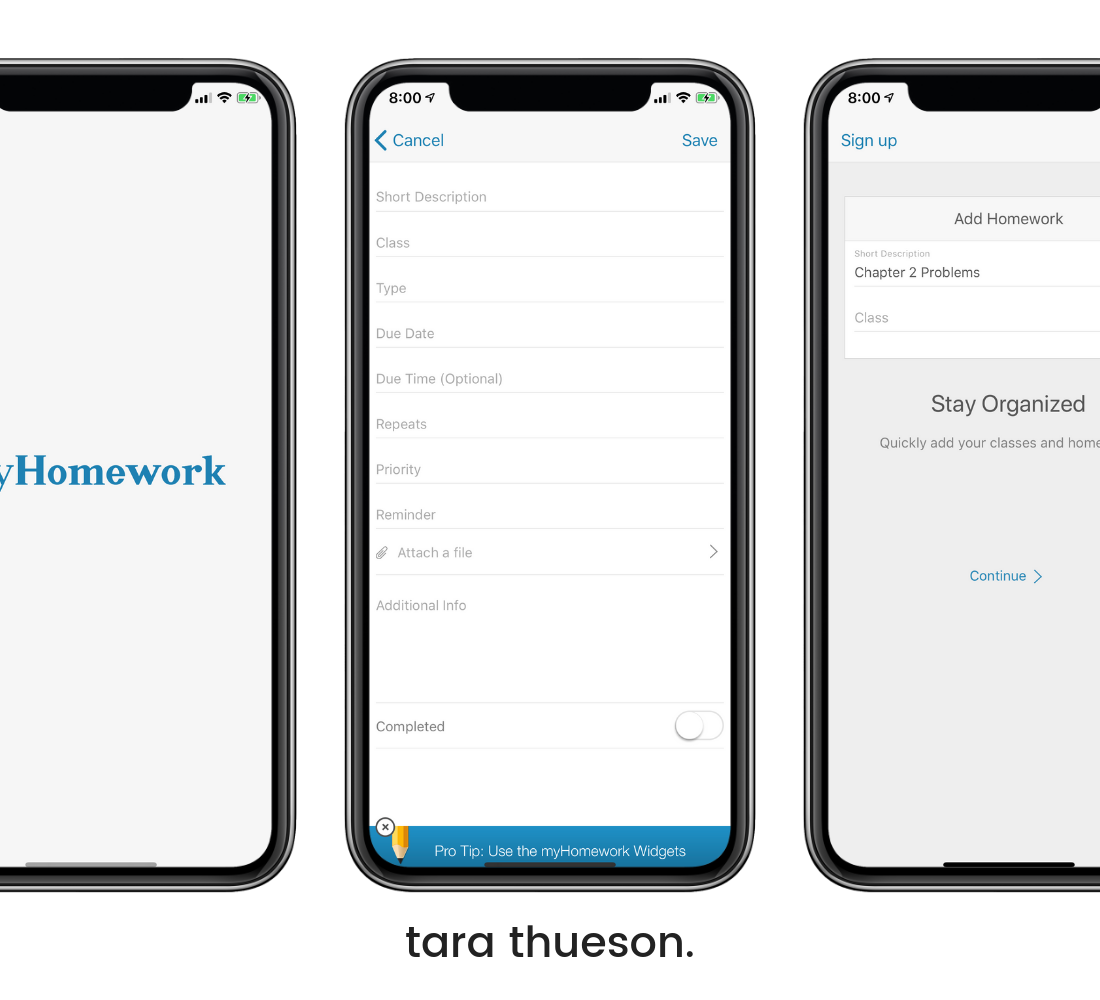 yHomework
8:00
Cancel
Save
Short Description
Class
Type
Due Date
Due Time (Optional)
Repeats
Priority
Reminder
Attach a file
Additional Info
Completed
Pro Tip: Use the myHomework Widgets
8:00
Sign up
Add Homework
Short Description
Chapter 2 Problems
Class
Stay Organized
Quickly add your classes and home
Continue
tara thueson.